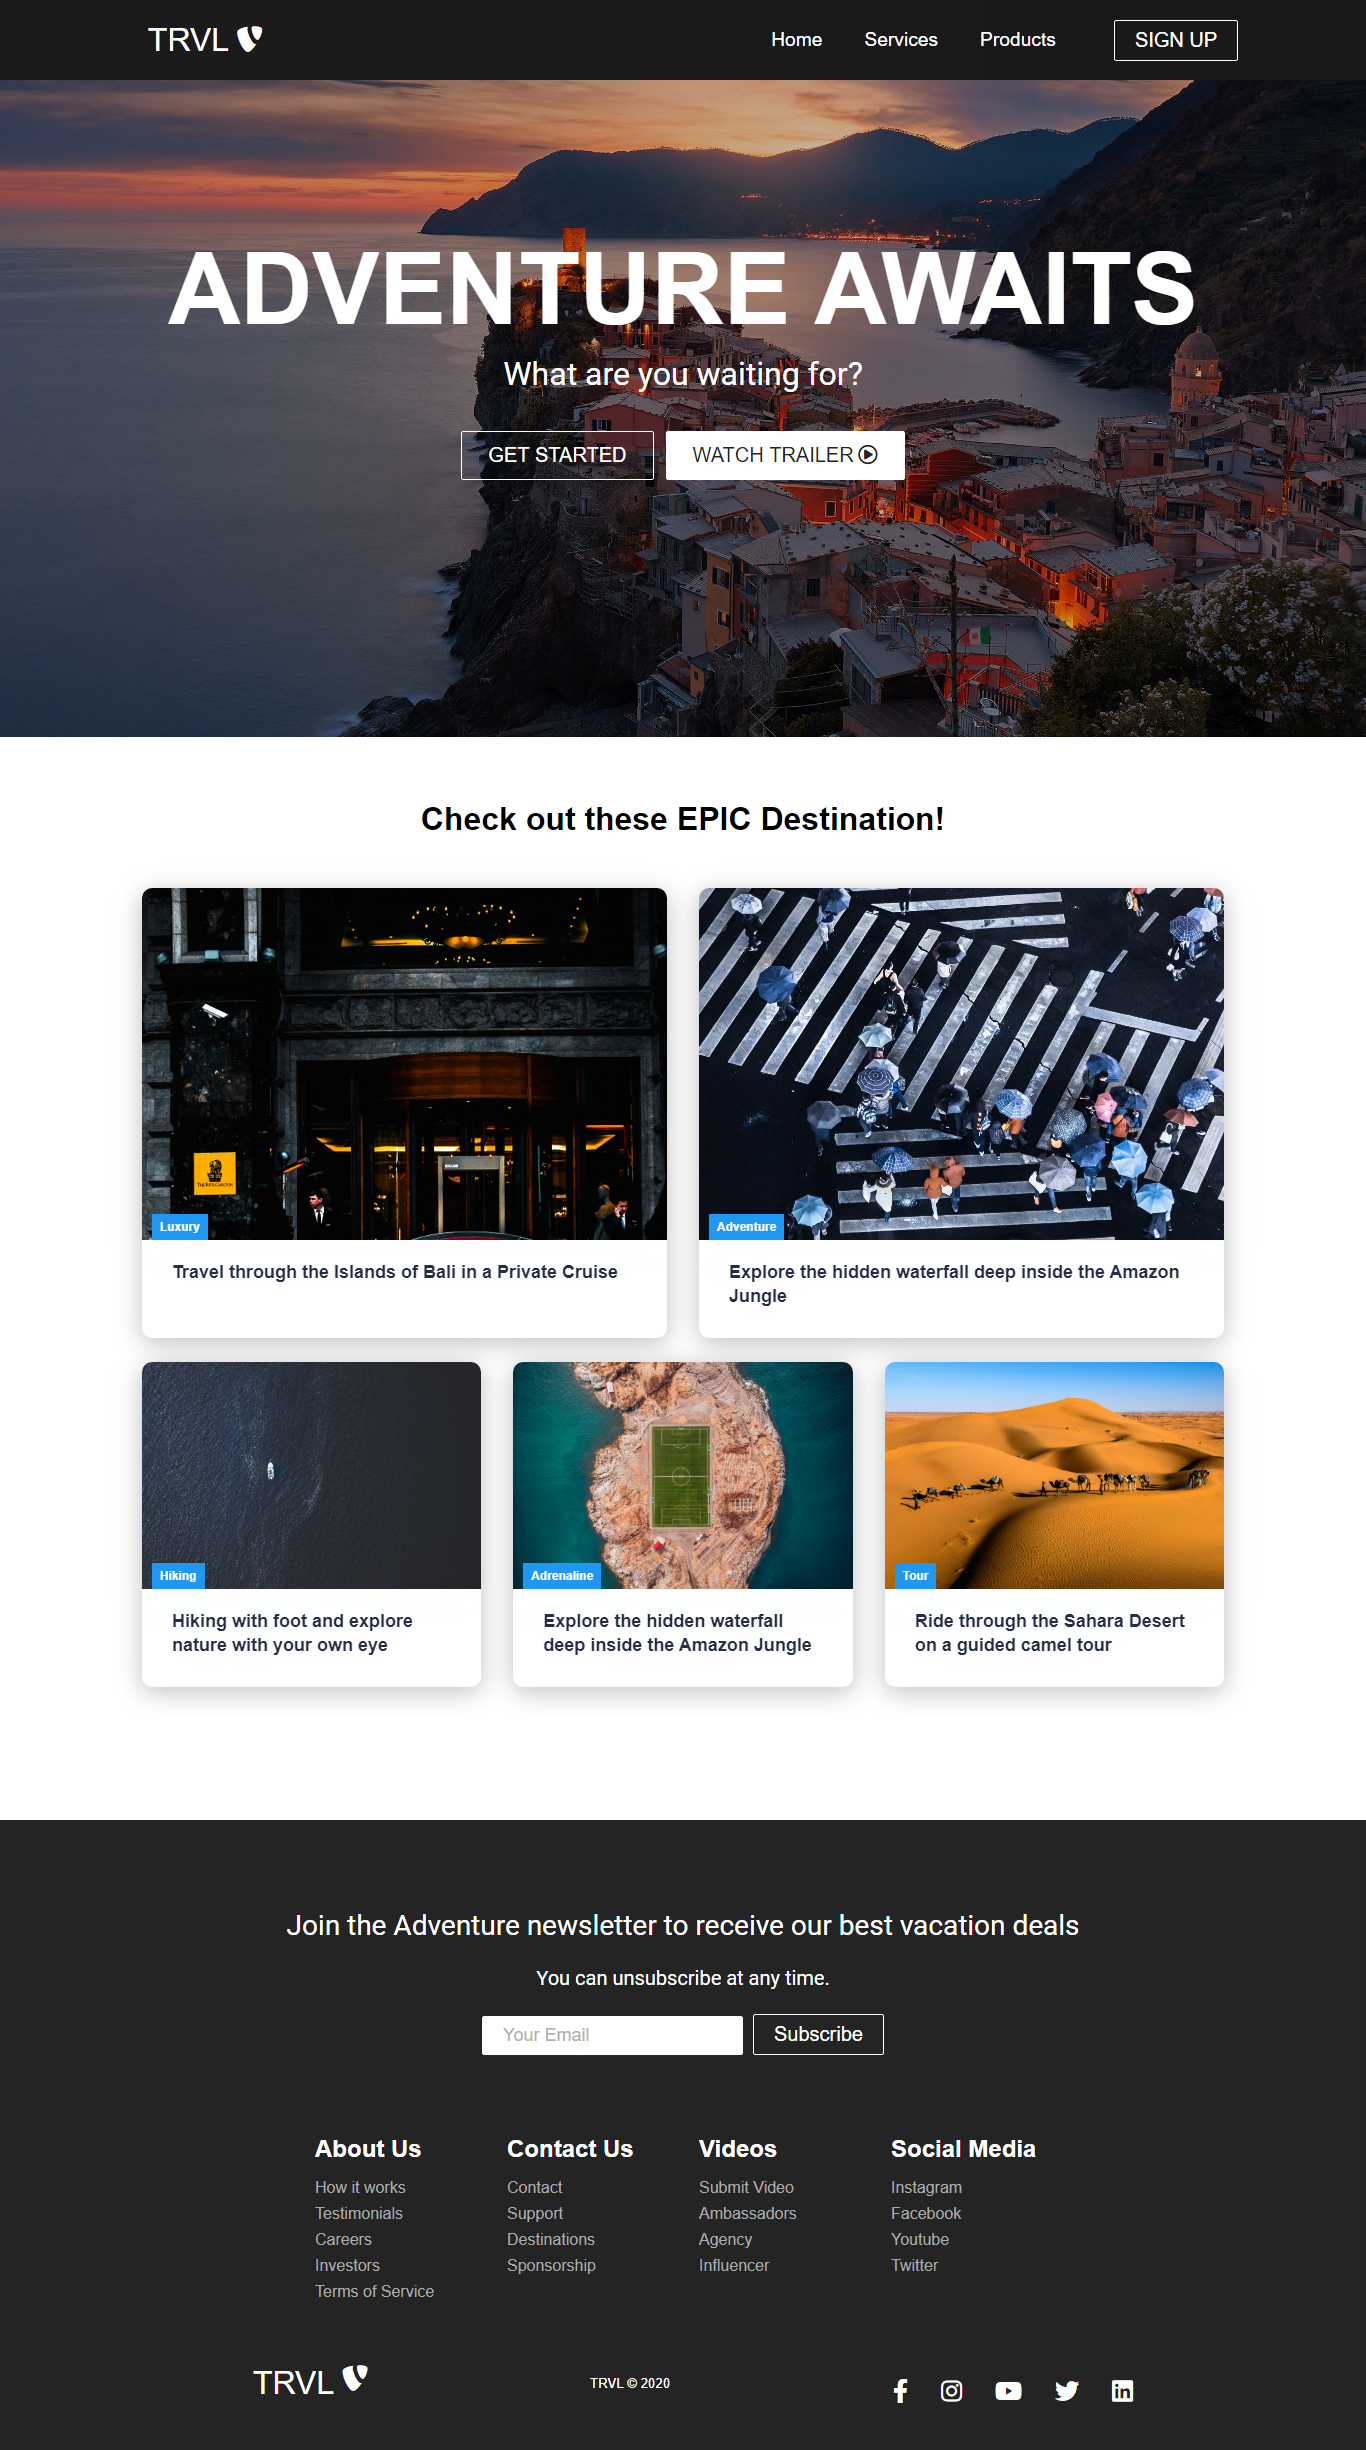 TRVL
Home
Services
Products
SIGN UP
ADVENTURE AWAITS
What are you waiting for?
GET STARTED
WATCH TRAILER
Check out these EPIC Destination!
THE RITZ-CARLTON
Luxury
Adventure
Travel through the Islands of Bali in a Private Cruise
Explore the hidden waterfall deep inside the Amazon
Jungle
Hiking
Adrenaline
Tour
Hiking with foot and explore
nature with your own eye
Explore the hidden waterfall
deep inside the Amazon Jungle
Ride through the Sahara Desert
on a guided camel tour
Join the Adventure newsletter to receive our best vacation deals
You can unsubscribe at any time.
Your Email
Subscribe
About Us
How it works
Testimonials
Careers
Investors
Terms of Service
Contact Us
Contact
Support
Destinations
Sponsorship
Videos
Submit Video
Ambassadors
Agency
Influencer
Social Media
Instagram
Facebook
Youtube
Twitter
TRVL
TRVL © 2020